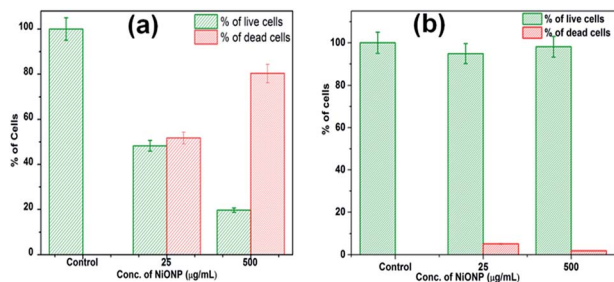 (a)
% of live cells
% of dead cells
% of Cells
100
80
60
40
20
0
Control
25
500
Conc. of NiONP (µg/mL)
(b)
% of live cells
% of dead cells
% of cells
100
80
60
40
20
0
Control
25
500
Conc. of NiONP (µg/mL)